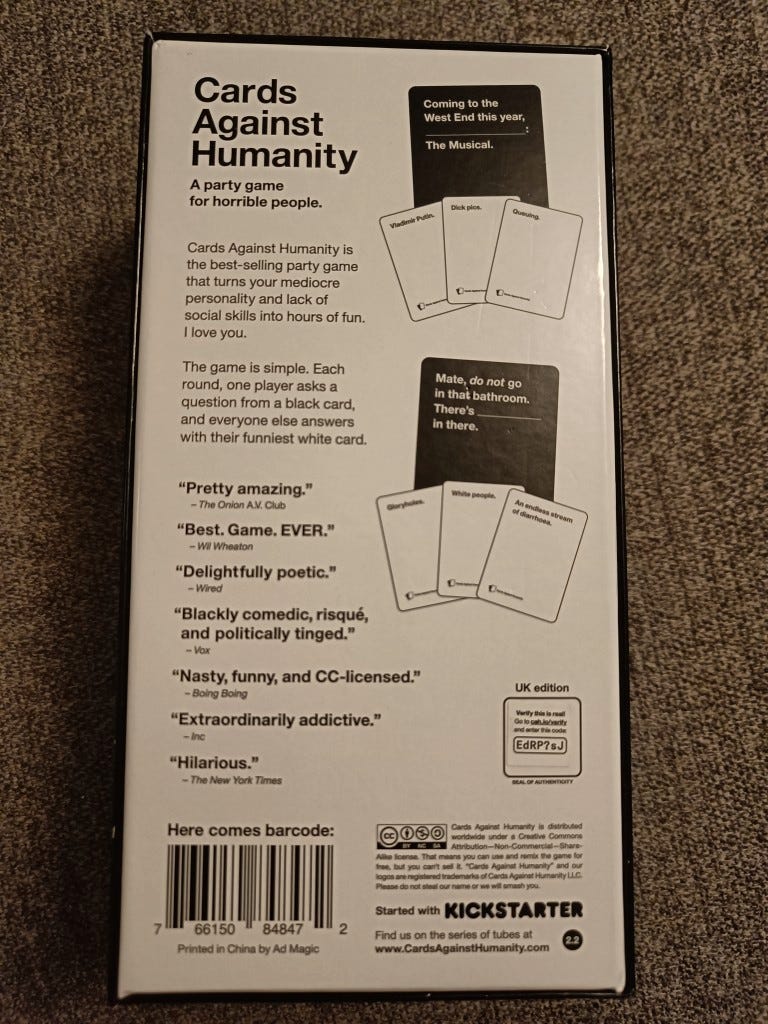 Cards
Against
Humanity
A party game
for horrible people.
Cards Against Humanity is
the best-selling party game
that turns your mediocre
personality and lack of
social skills into hours of fun.
I love you.
The game is simple. Each
round, one player asks a
question from a black card,
and everyone else answers
with their funniest white card.
"Pretty amazing."
– The Onion A.V. Club
"Best. Game. EVER."
– Wil Wheaton
"Delightfully poetic."
– Wired
"Blackly comedic, risqué,
and politically tinged."
– Vox
"Nasty, funny, and CC-licensed."
– Boing Boing
"Extraordinarily addictive."
– Inc
"Hilarious."
– The New York Times
Here comes barcode:
7 66150 84847 2
Printed in China by Ad Magic
Coming to the
West End this year,
____________:
The Musical.
Vladimir Putin.
Dick pics.
Queuing.
Mate, do not go
in that bathroom.
There's ________
in there.
Gloryholes.
White people.
An endless stream
of diarrhoea.
UK edition
Verify this is real!
Go to cah.io/verify
and enter this code:
EdRP?sJ
SEAL OF AUTHENTICITY
CC BY NC SA
Cards Against Humanity is distributed
worldwide under a Creative Commons
Attribution—Non-Commercial—Share-
Alike license. That means you can use and remix the game for
free, but you can't sell it. "Cards Against Humanity" and our
logos are registered trademarks of Cards Against Humanity LLC.
Please do not steal our name or we will smash you.
Started with KICKSTARTER
Find us on the series of tubes at
www.CardsAgainstHumanity.com
2.2